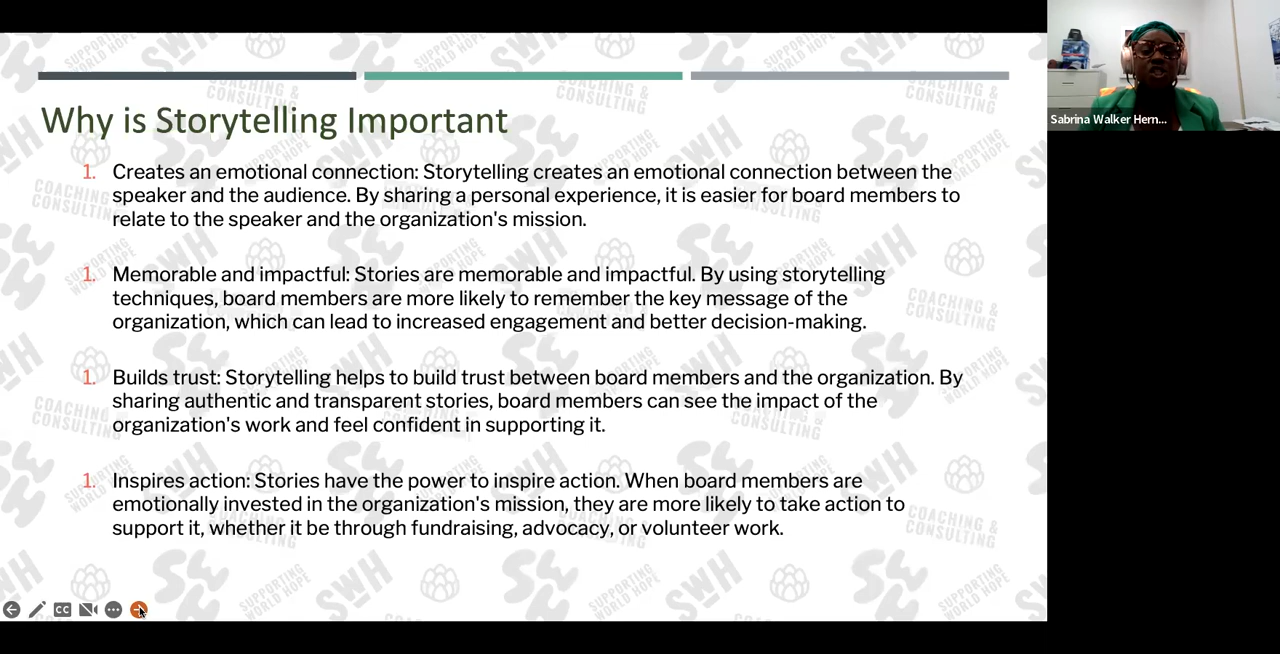 Why is Storytelling Important
1. Creates an emotional connection: Storytelling creates an emotional connection between the
speaker and the audience. By sharing a personal experience, it is easier for board members to
relate to the speaker and the organization's mission.
1. Memorable and impactful: Stories are memorable and impactful. By using storytelling
techniques, board members are more likely to remember the key message of the
organization, which can lead to increased engagement and better decision-making.
1. Builds trust: Storytelling helps to build trust between board members and the organization. By
sharing authentic and transparent stories, board members can see the impact of the
organization's work and feel confident in supporting it.
1. Inspires action: Stories have the power to inspire action. When board members are
emotionally invested in the organization's mission, they are more likely to take action to
support it, whether it be through fundraising, advocacy, or volunteer work.
CC
Sabrina Walker Hern...
SUPPORTING
WORLD HOPE
SWH
COACHING &
CONSULTING